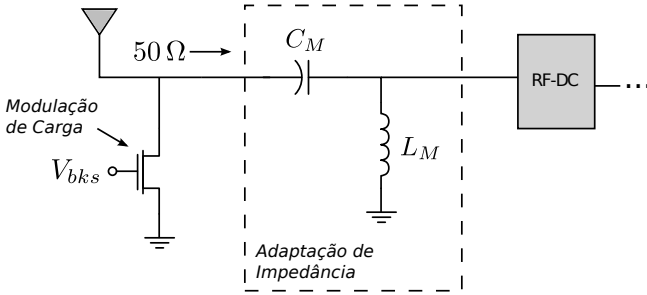 50 Ω
C_M
RF-DC
...
Modulação
de Carga
V_bks
L_M
Adaptação de
Impedância